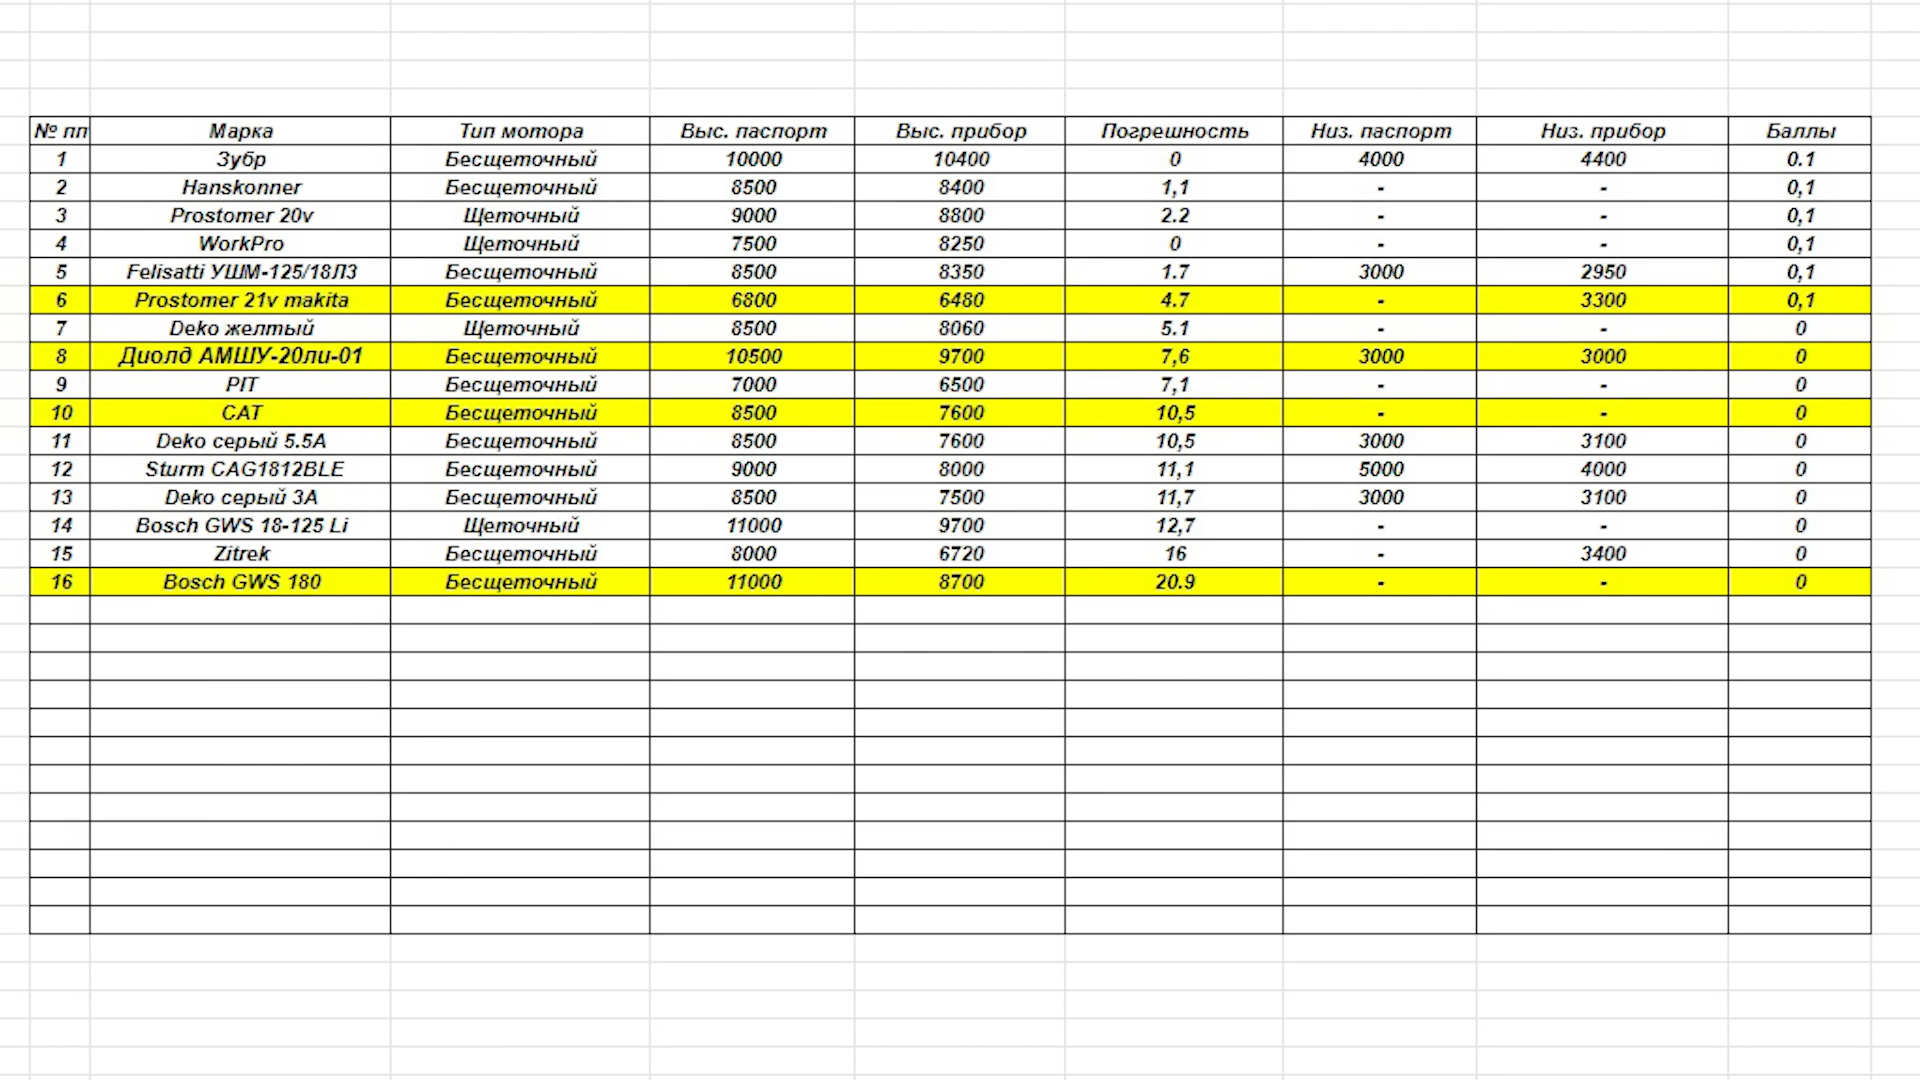 № пп Марка Тип мотора Выс. паспорт Выс. прибор Погрешность Низ. паспорт Низ. прибор Баллы
1 Зубр Бесщеточный 10000 10400 0 4000 4400 0.1
2 Hanskonner Бесщеточный 8500 8400 1,1 - - 0,1
3 Prostomer 20v Щеточный 9000 8800 2.2 - - 0,1
4 WorkPro Щеточный 7500 8250 0 - - 0,1
5 Felisatti УШМ-125/18ЛЗ Бесщеточный 8500 8350 1.7 3000 2950 0,1
6 Prostomer 21v makita Бесщеточный 6800 6480 4.7 - 3300 0,1
7 Deko желтый Щеточный 8500 8060 5.1 - - 0
8 Диолд АМШУ-20ли-01 Бесщеточный 10500 9700 7,6 3000 3000 0
9 PIT Бесщеточный 7000 6500 7,1 - - 0
10 CAT Бесщеточный 8500 7600 10,5 - - 0
11 Deko серый 5.5A Бесщеточный 8500 7600 10,5 3000 3100 0
12 Sturm CAG1812BLE Бесщеточный 9000 8000 11,1 5000 4000 0
13 Deko серый 3A Бесщеточный 8500 7500 11,7 3000 3100 0
14 Bosch GWS 18-125 Li Щеточный 11000 9700 12,7 - - 0
15 Zitrek Бесщеточный 8000 6720 16 - 3400 0
16 Bosch GWS 180 Бесщеточный 11000 8700 20.9 - - 0